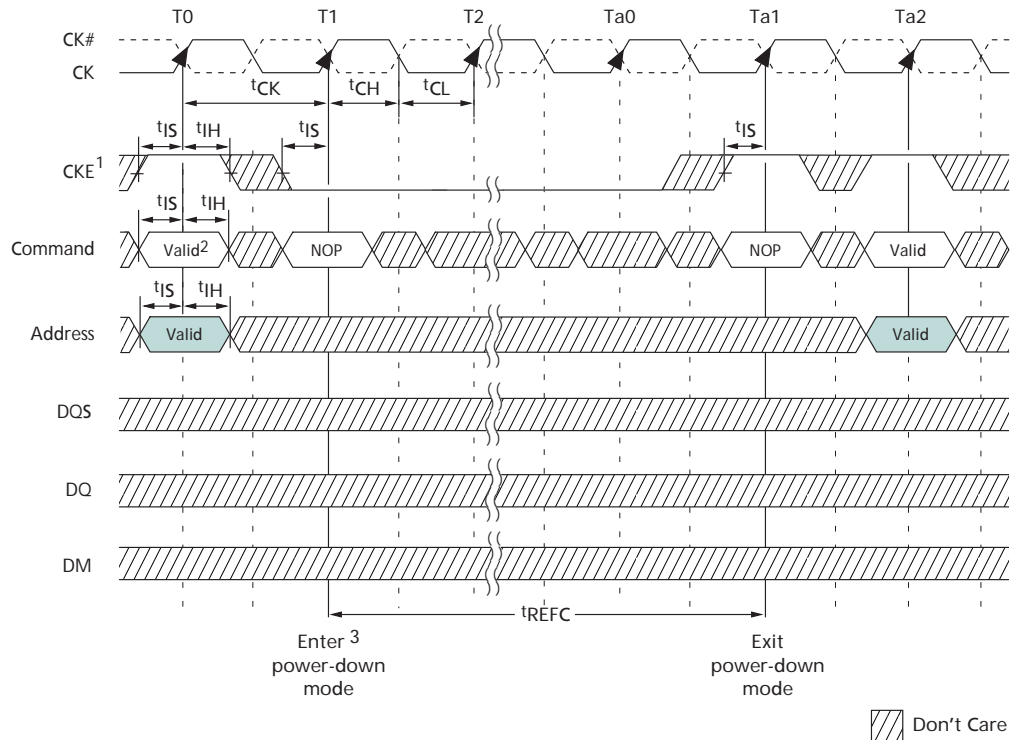 T0 T1 T2 Ta0 Ta1 Ta2
CK#
CK
tCK tCH tCL
tIS tIH tIS tIS
CKE1
tIS tIH
Command Valid2 NOP NOP Valid
tIS tIH
Address Valid Valid
DQS
DQ
DM
tREFC
Enter 3
power-down
mode
Exit
power-down
mode
Don't Care